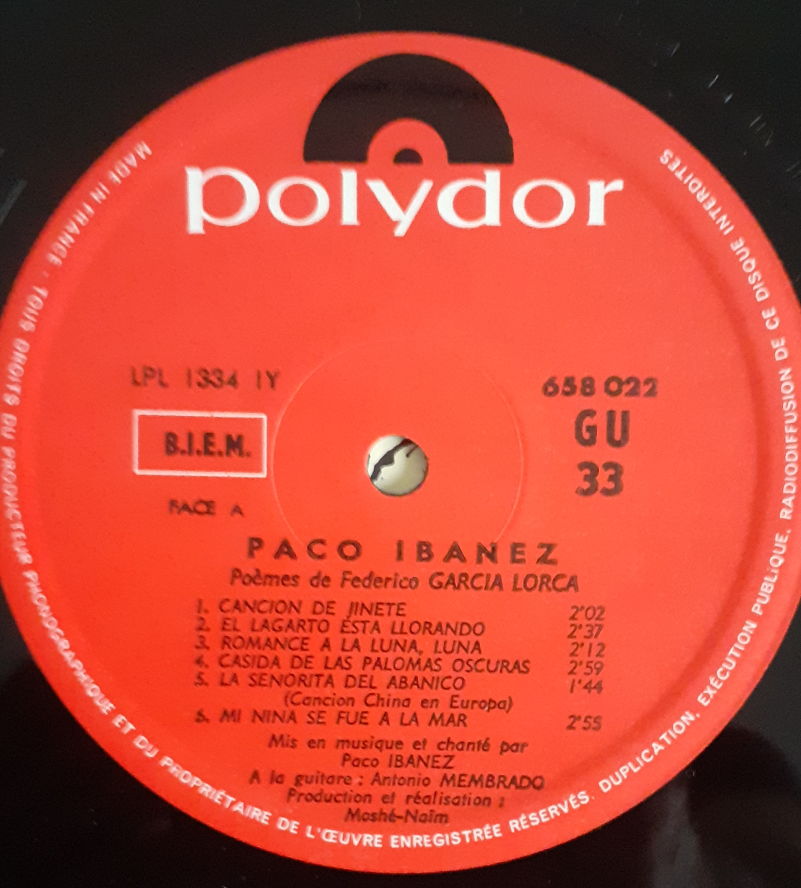 polydor
LPL 1334 1Y
658 022
B.I.E.M.
GU
33
FACE A
PACO IBANEZ
Poèmes de Federico GARCIA LORCA
1. CANCION DE JINETE 2'02
2. EL LAGARTO ÉSTA LLORANDO 2'37
3. ROMANCE A LA LUNA, LUNA 2'12
4. CASIDA DE LAS PALOMAS OSCURAS 2'59
5. LA SENORITA DEL ABANICO 1'44
(Cancion China en Europa)
6. MI NINA SE FUE A LA MAR 2'55
Mis en musique et chanté par
Paco IBANEZ
A la guitare : Antonio MEMBRADO
Production et réalisation :
Moshé-Naïm
MADE IN FRANCE · TOUS DROITS DU PRODUCTEUR PHONOGRAPHIQUE ET DU PROPRIÉTAIRE DE L'ŒUVRE ENREGISTRÉE RÉSERVÉS. DUPLICATION, EXÉCUTION PUBLIQUE, RADIODIFFUSION DE CE DISQUE INTERDITES